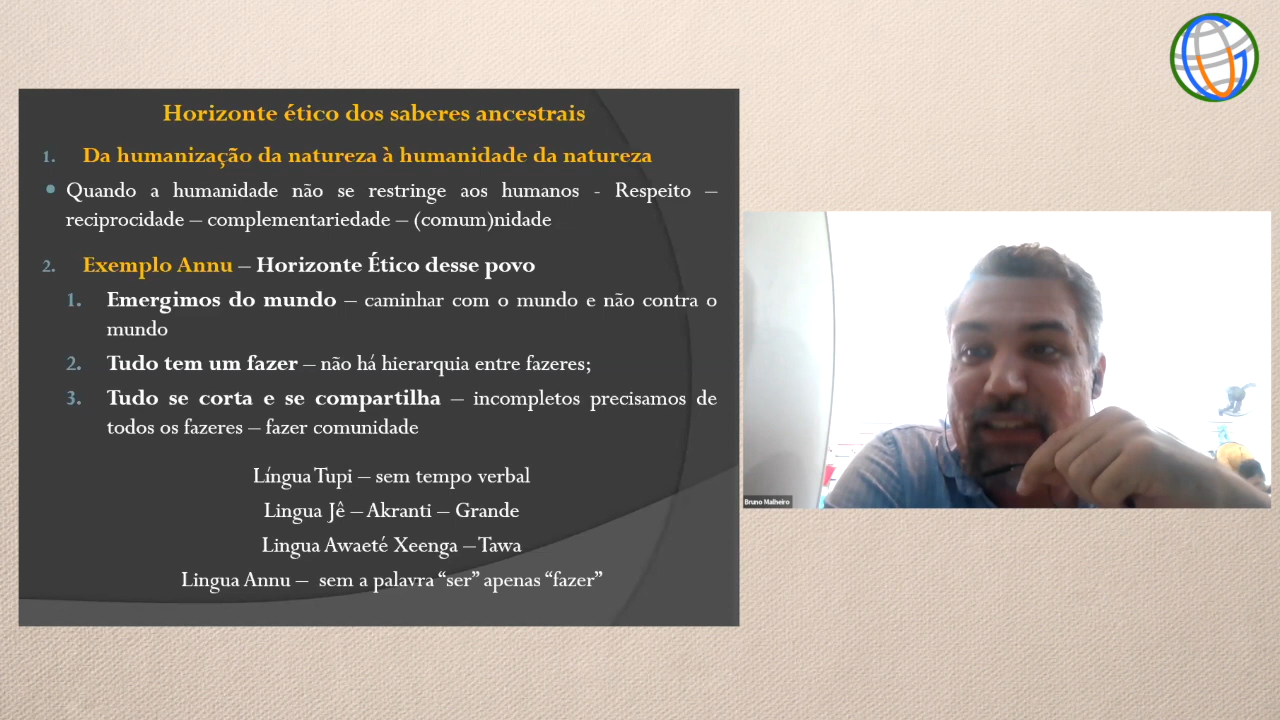 Horizonte ético dos saberes ancestrais
1. Da humanização da natureza à humanidade da natureza
• Quando a humanidade não se restringe aos humanos - Respeito –
reciprocidade – complementariedade – (comum)nidade
2. Exemplo Annu – Horizonte Ético desse povo
1. Emergimos do mundo – caminhar com o mundo e não contra o
mundo
2. Tudo tem um fazer – não há hierarquia entre fazeres;
3. Tudo se corta e se compartilha – incompletos precisamos de
todos os fazeres – fazer comunidade
Língua Tupi – sem tempo verbal
Lingua Jê – Akranti – Grande
Lingua Awaeté Xeenga – Tawa
Lingua Annu – sem a palavra “ser” apenas “fazer”
Bruno Malheiro